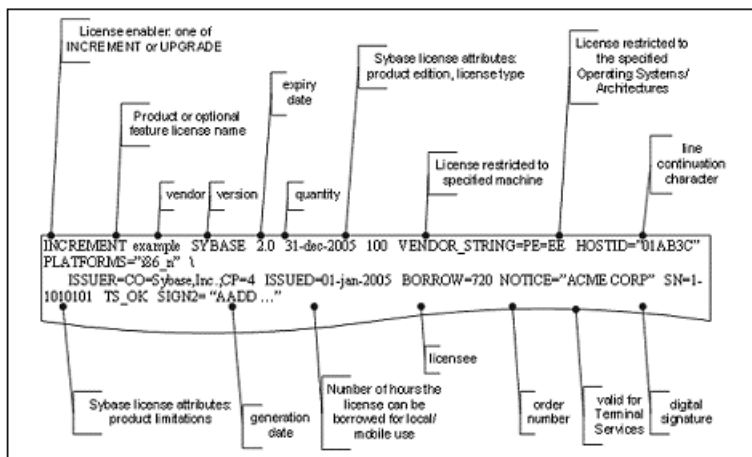 License enabler: one of
INCREMENT or UPGRADE
Product or optional
feature license name
vendor
version
expiry
date
quantity
Sybase license attributes:
product edition, license type
License restricted to
specified machine
License restricted to
the specified
Operating Systems/
Architectures
line
continuation
character
INCREMENT example SYBASE 2.0 31-dec-2005 100 VENDOR_STRING=PE=EE HOSTID="01AB3C"
PLATFORMS="i86_n" \
ISSUER=CO=Sybase,Inc.;CP=4 ISSUED=01-jan-2005 BORROW=720 NOTICE="ACME CORP" SN=1-
1010101 TS_OK SIGN2= "AADD ..."
Sybase license attributes:
product limitations
generation
date
Number of hours the
license can be
borrowed for local/
mobile use
licensee
order
number
valid for
Terminal
Services
digital
signature